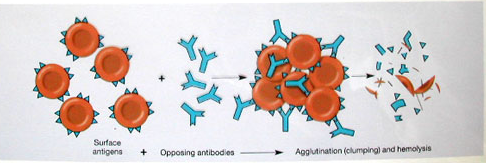 +
Surface
antigens + Opposing antibodies Agglutination (clumping) and hemolysis